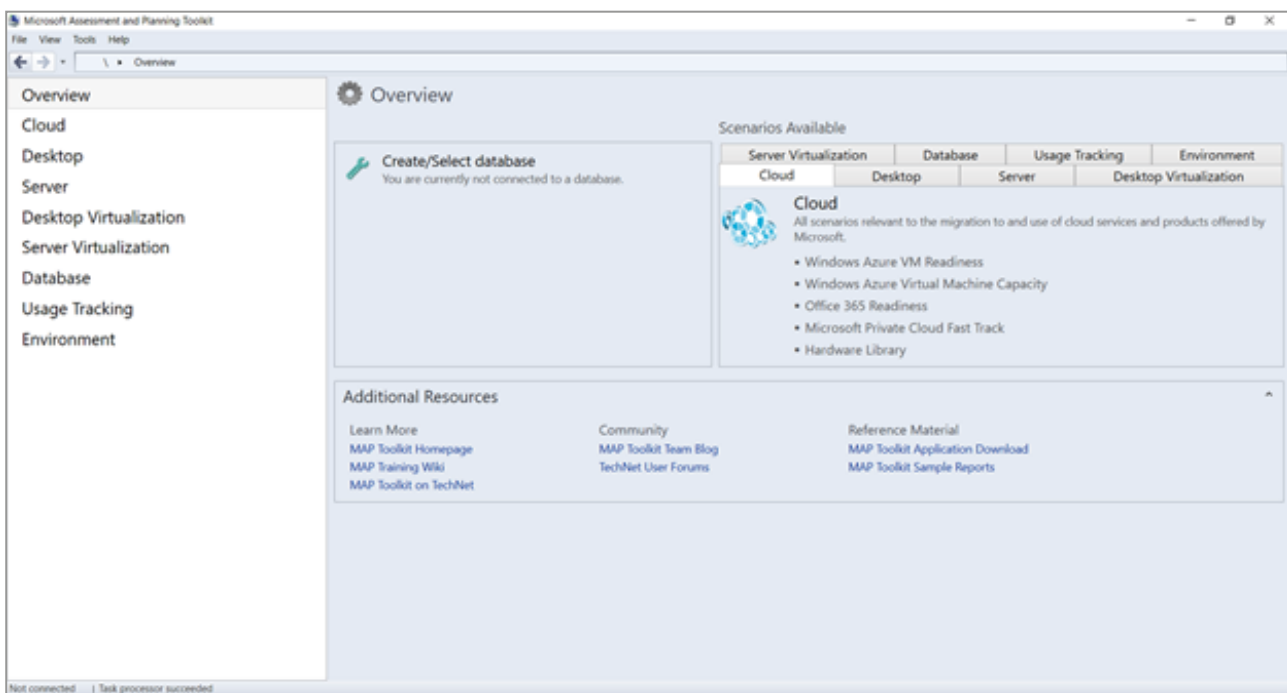 Microsoft Assessment and Planning Toolkit
File View Tools Help
\ ▸ Overview
Overview
Cloud
Desktop
Server
Desktop Virtualization
Server Virtualization
Database
Usage Tracking
Environment
Overview
Create/Select database
You are currently not connected to a database.
Scenarios Available
Server Virtualization Database Usage Tracking Environment
Cloud Desktop Server Desktop Virtualization
Cloud
All scenarios relevant to the migration to and use of cloud services and products offered by
Microsoft.
• Windows Azure VM Readiness
• Windows Azure Virtual Machine Capacity
• Office 365 Readiness
• Microsoft Private Cloud Fast Track
• Hardware Library
Additional Resources
Learn More
MAP Toolkit Homepage
MAP Training Wiki
MAP Toolkit on TechNet
Community
MAP Toolkit Team Blog
TechNet User Forums
Reference Material
MAP Toolkit Application Download
MAP Toolkit Sample Reports
Not connected | Task processor succeeded